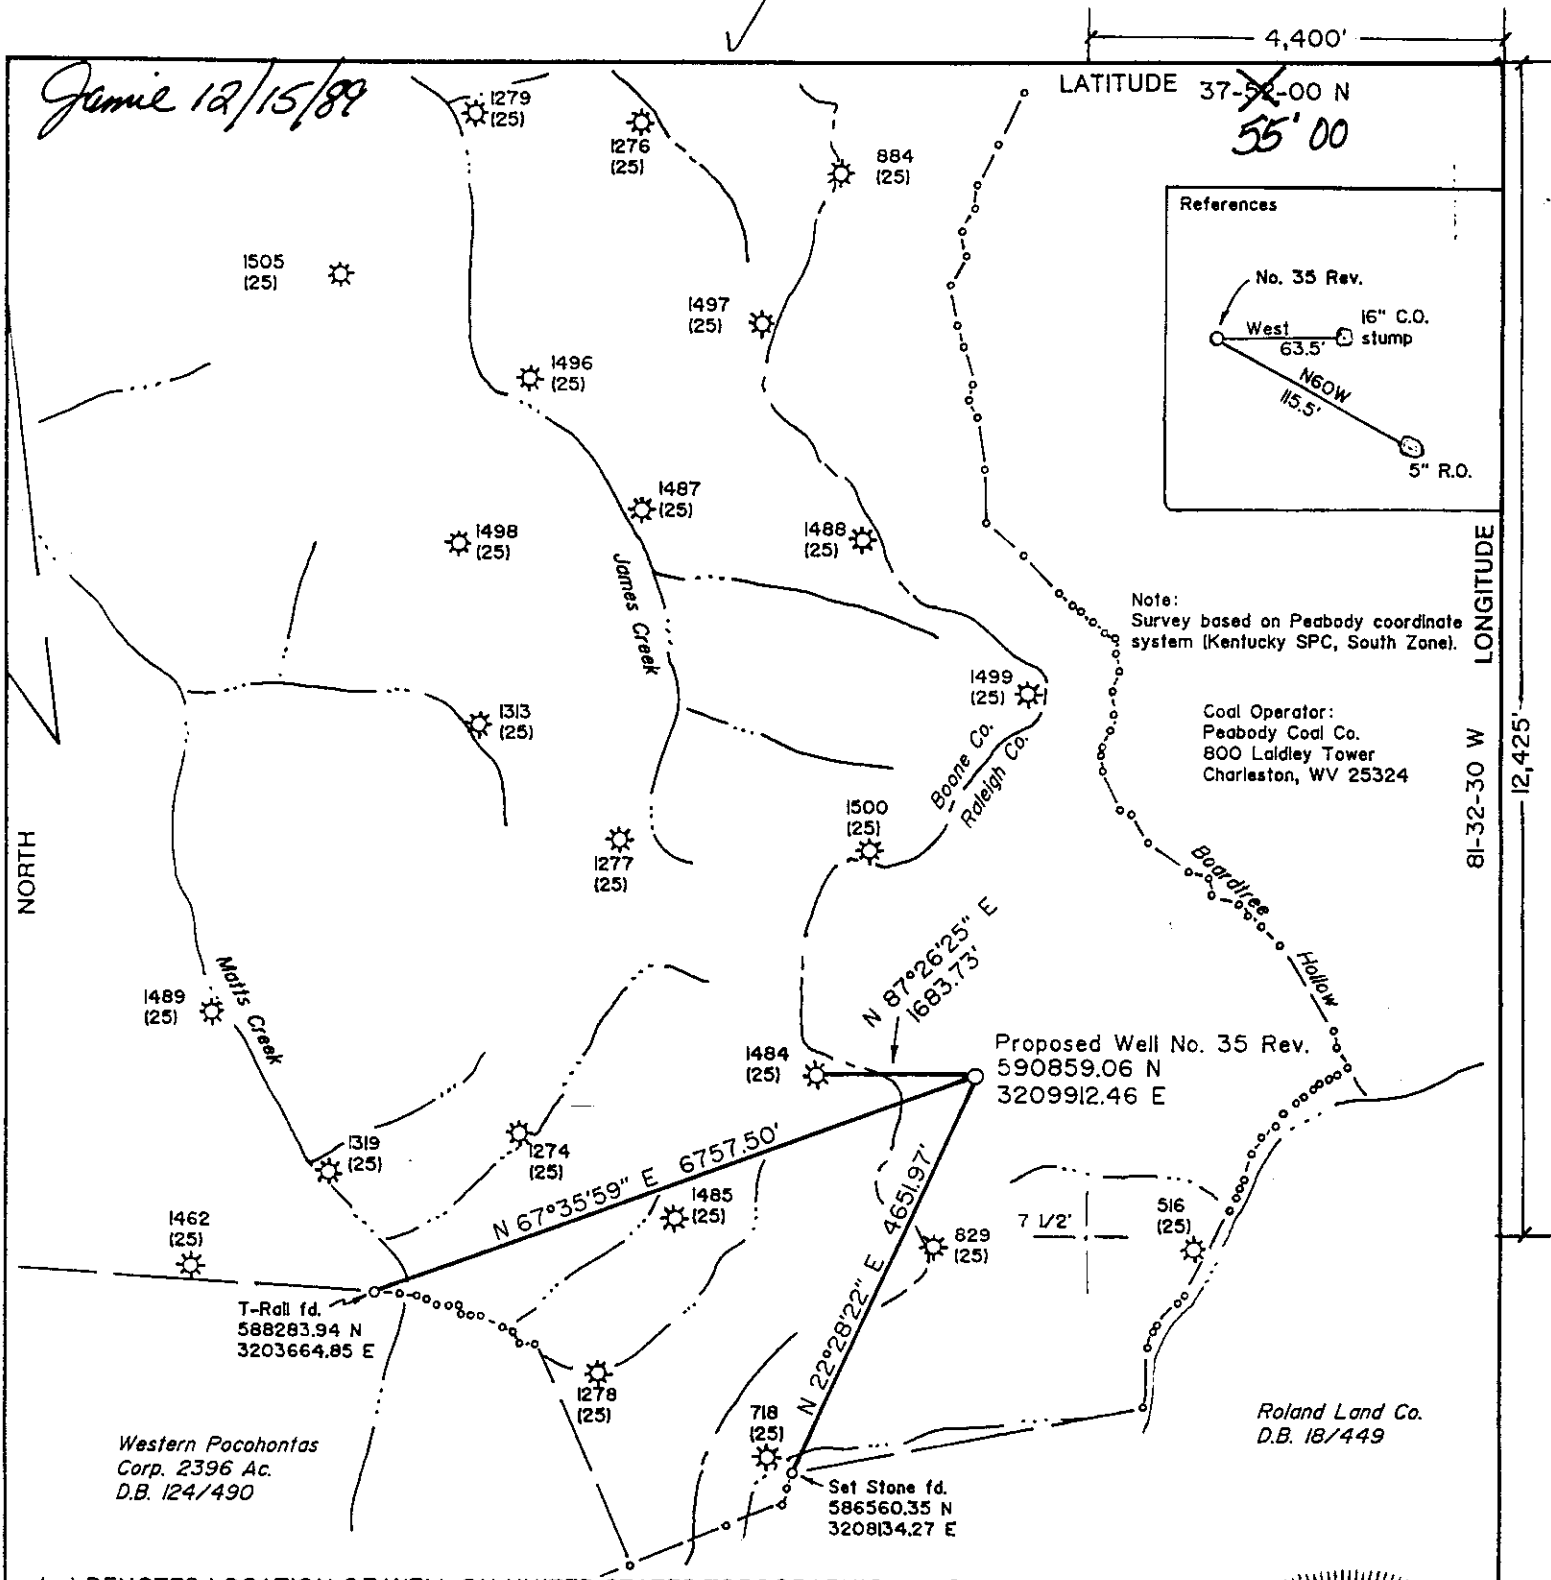 4,400'
Jamie 12/15/89
LATITUDE 37-52-00 N
55' 00
1279
(25)
1276
(25)
884
(25)
References
No. 35 Rev.
West
63.5'
16" C.O.
stump
N60W
115.5'
5" R.O.
1505
(25)
1497
(25)
1496
(25)
1487
(25)
1498
(25)
1488
(25)
James Creek
LONGITUDE
81-32-30 W
12,425'
Note:
Survey based on Peabody coordinate
system (Kentucky SPC, South Zone).
1499
(25)
1313
(25)
Coal Operator:
Peabody Coal Co.
800 Laidley Tower
Charleston, WV 25324
Boone Co.
Raleigh Co.
1500
(25)
1277
(25)
NORTH
Boardtree
Hollow
N 87°26'25" E
1683.73'
Matts Creek
1489
(25)
1484
(25)
Proposed Well No. 35 Rev.
590859.06 N
3209912.46 E
1319
(25)
1274
(25)
N 67°35'59" E 6757.50'
1485
(25)
N 22°28'22" E 4651.97'
1462
(25)
829
(25)
7 1/2'
516
(25)
T-Rail fd.
588283.94 N
3203664.85 E
1278
(25)
718
(25)
Western Pocohontas
Corp. 2396 Ac.
D.B. 124/490
Roland Land Co.
D.B. 18/449
Set Stone fd.
586560.35 N
3208134.27 E